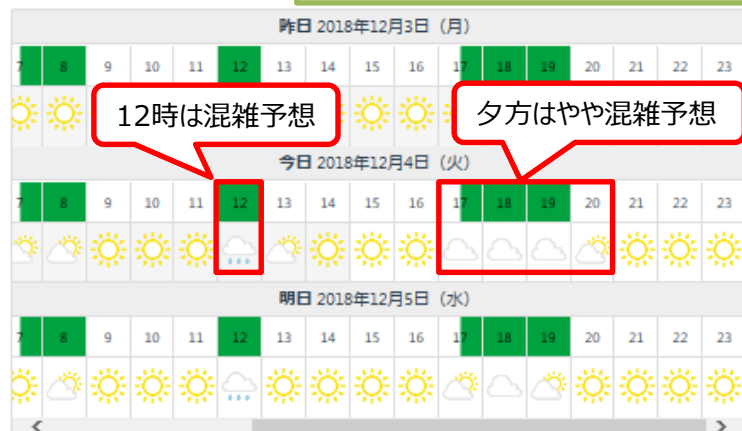 昨日 2018年12月3日（月）
7 8 9 10 11 12 13 14 15 16 17 18 19 20 21 22 23
12時は混雑予想
夕方はやや混雑予想
今日 2018年12月4日（火）
7 8 9 10 11 12 13 14 15 16 17 18 19 20 21 22 23
明日 2018年12月5日（水）
7 8 9 10 11 12 13 14 15 16 17 18 19 20 21 22 23